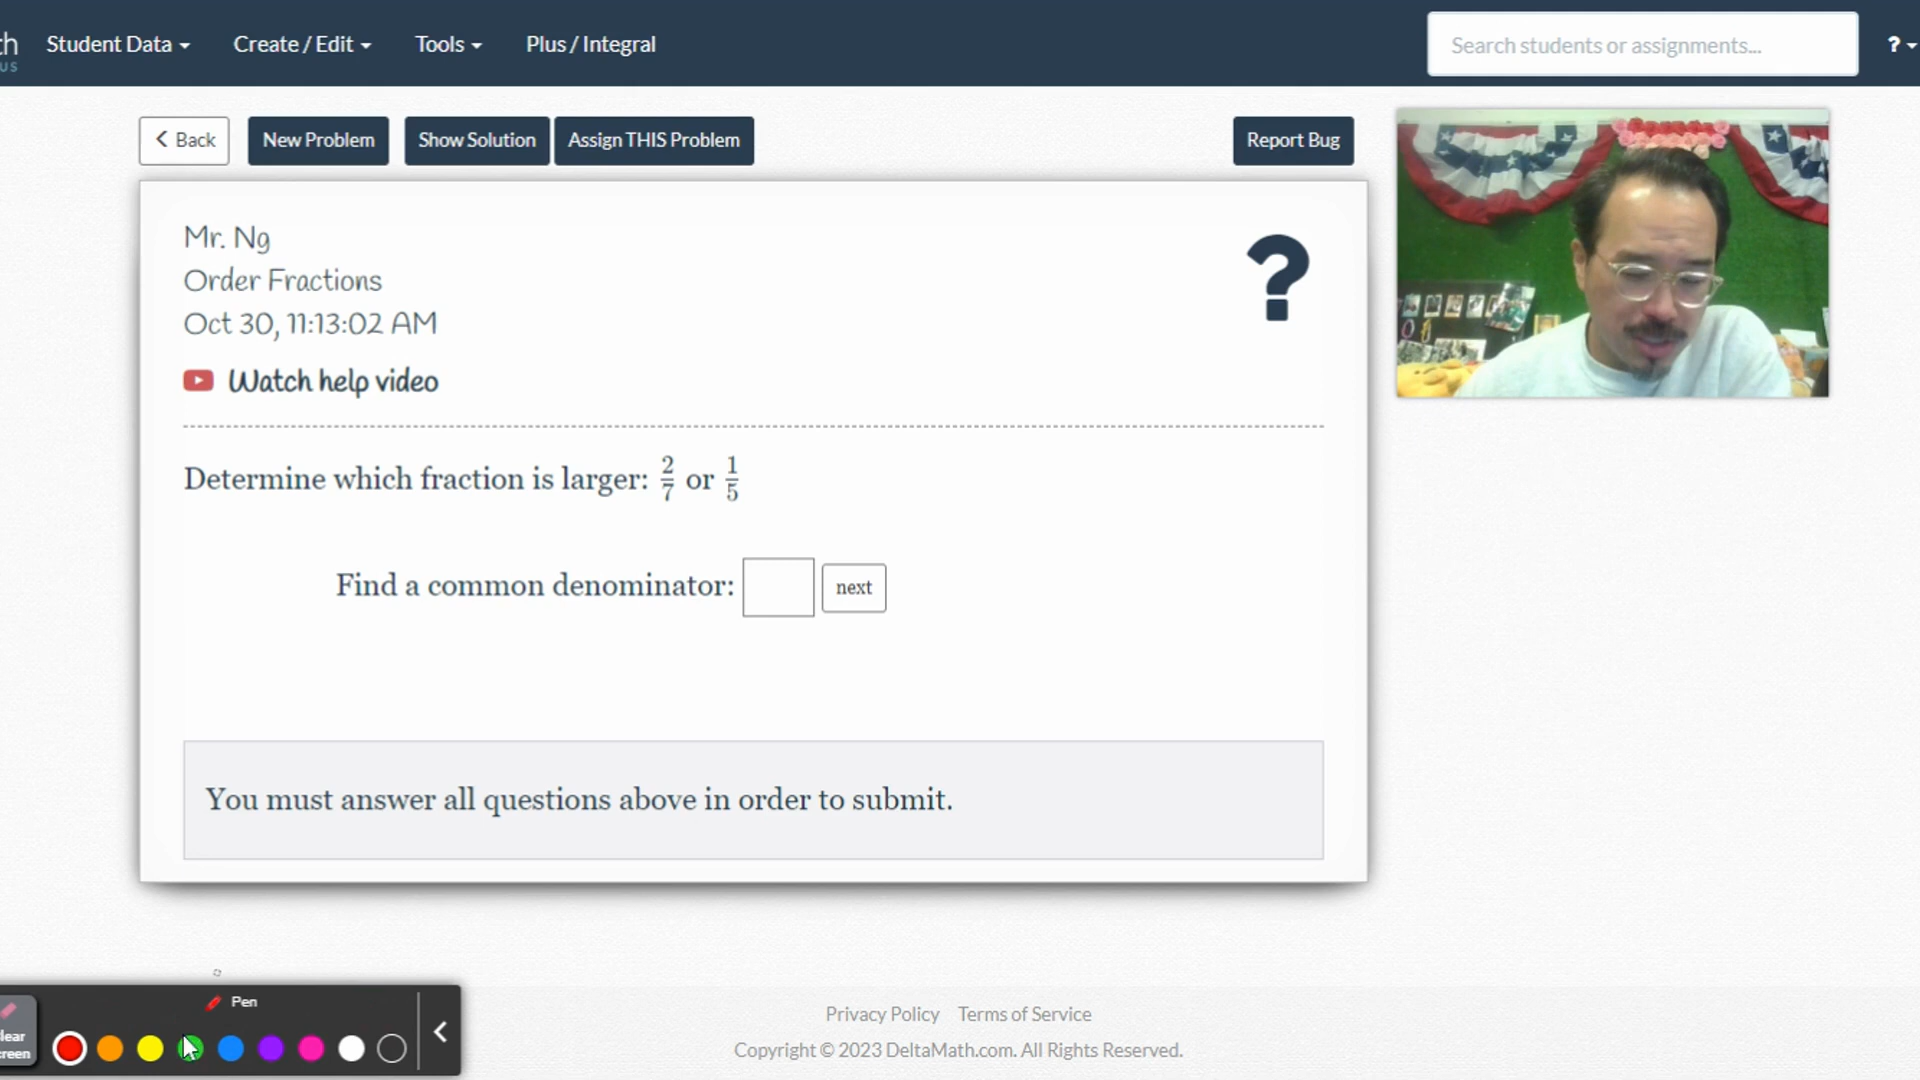 th
us
Student Data
Create / Edit
Tools
Plus / Integral
Search students or assignments...
?
Back
New Problem
Show Solution
Assign THIS Problem
Report Bug
Mr. Ng
Order Fractions
Oct 30, 11:13:02 AM
Watch help video
?
Determine which fraction is larger: 2/7 or 1/5
Find a common denominator:
next
You must answer all questions above in order to submit.
Pen
lear
creen
Privacy Policy Terms of Service
Copyright © 2023 DeltaMath.com. All Rights Reserved.